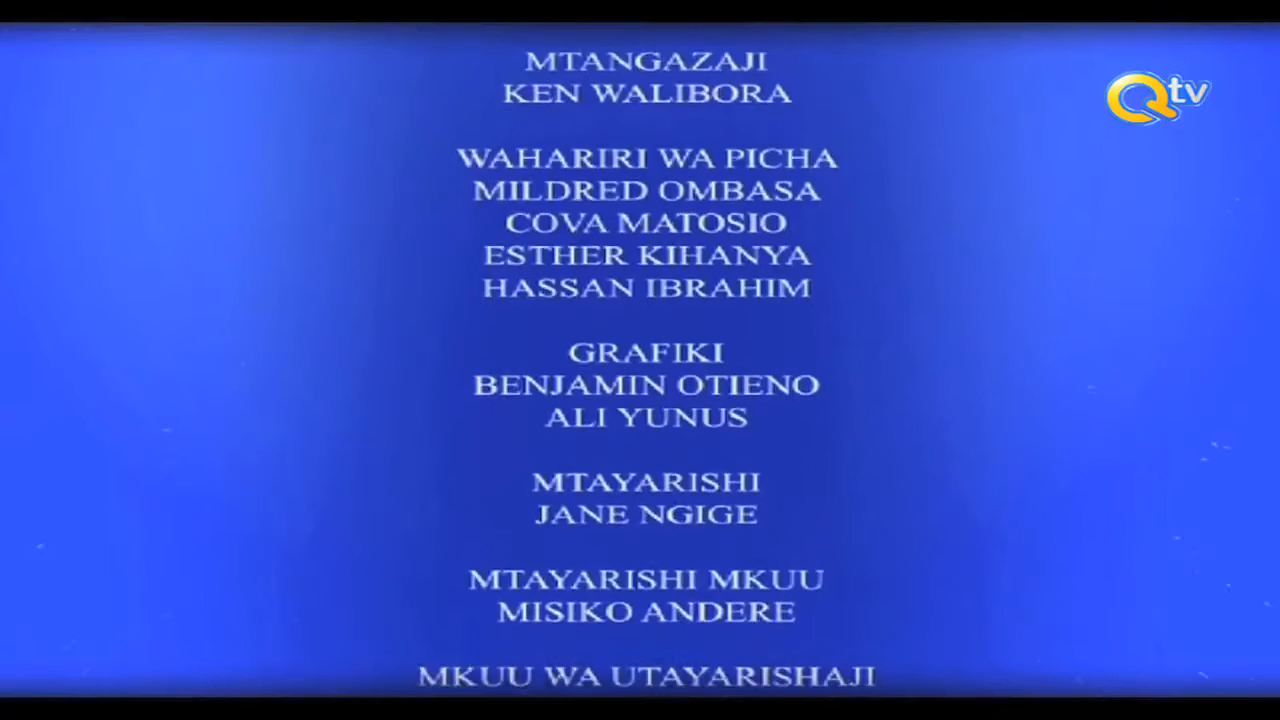 MTANGAZAJI
KEN WALIBORA
Qtv
WAHARIRI WA PICHA
MILDRED OMBASA
COVA MATOSIO
ESTHER KIHANYA
HASSAN IBRAHIM
GRAFIKI
BENJAMIN OTIENO
ALI YUNUS
MTAYARISHI
JANE NGIGE
MTAYARISHI MKUU
MISIKO ANDERE
MKUU WA UTAYARISHAJI